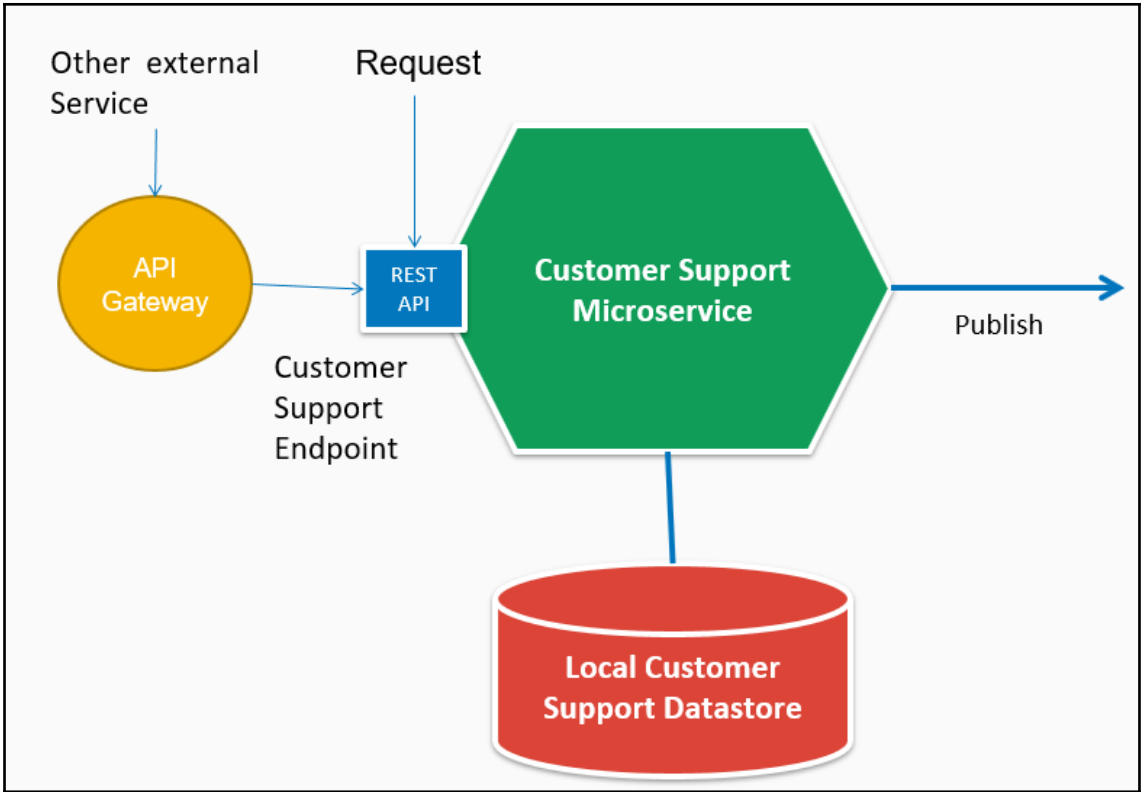 Other external
Service
Request
API
Gateway
REST
API
Customer Support
Microservice
Publish
Customer
Support
Endpoint
Local Customer
Support Datastore